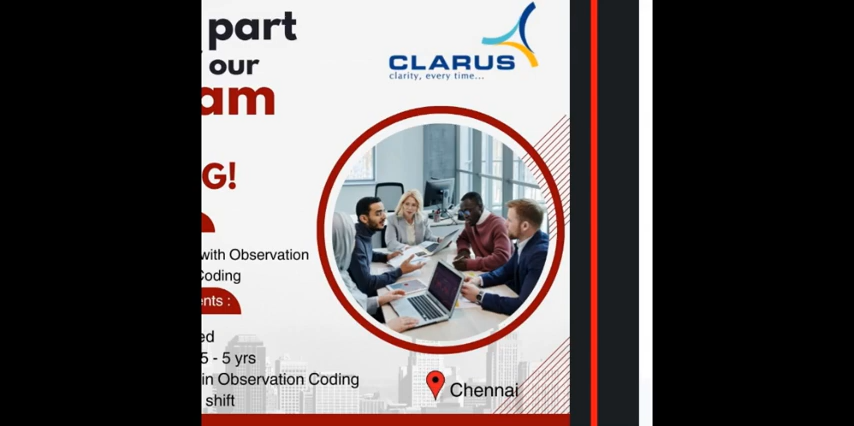 part
our
am
G!
CLARUS
clarity, every time...
with Observation
Coding
ents :
ed
5 - 5 yrs
in Observation Coding
shift
Chennai